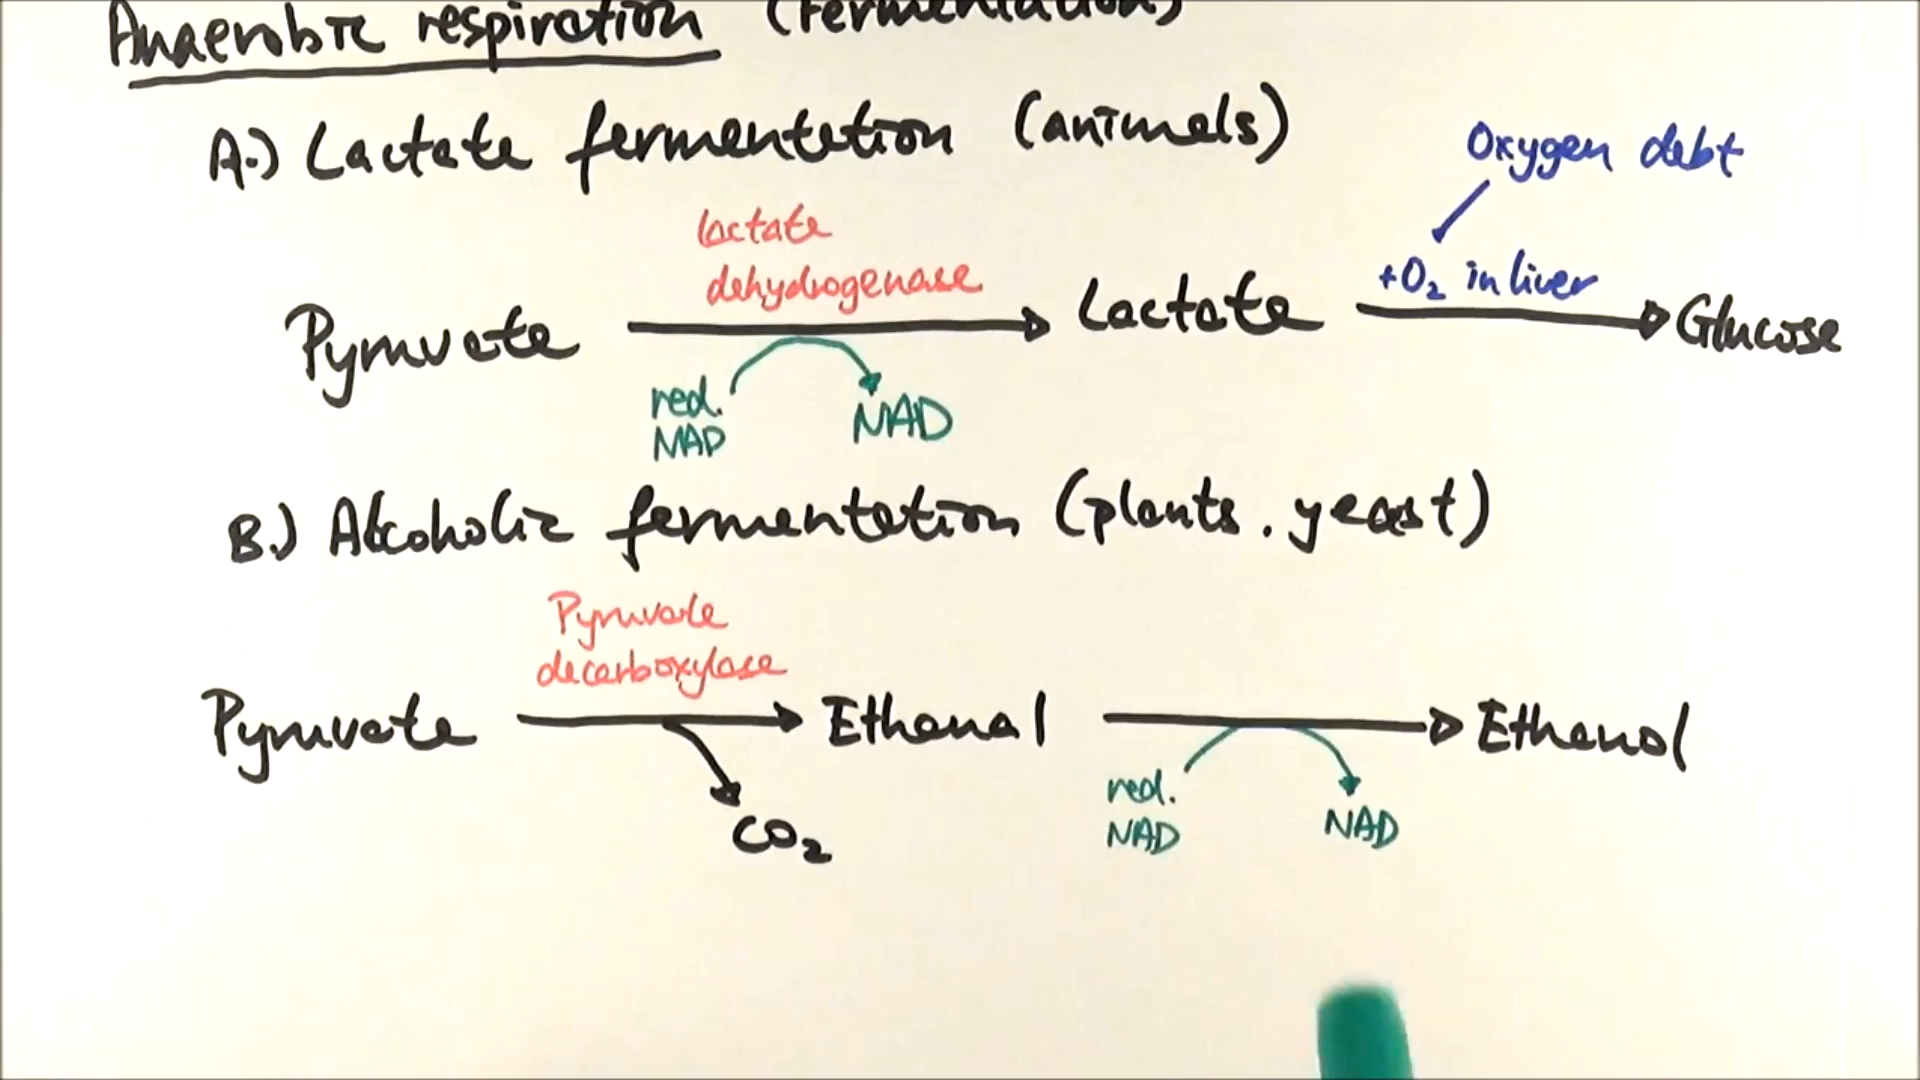 Anaerobic respiration (Fermentation)
A.) Lactate fermentation (animals)
Oxygen debt
lactate
dehydrogenase
+O₂ in liver
Pyruvate
Lactate
Glucose
red.
NAD
NAD
B.) Alcoholic fermentation (plants, yeast)
Pyruvate
decarboxylase
Pyruvate
Ethanal
Ethanol
CO₂
red.
NAD
NAD